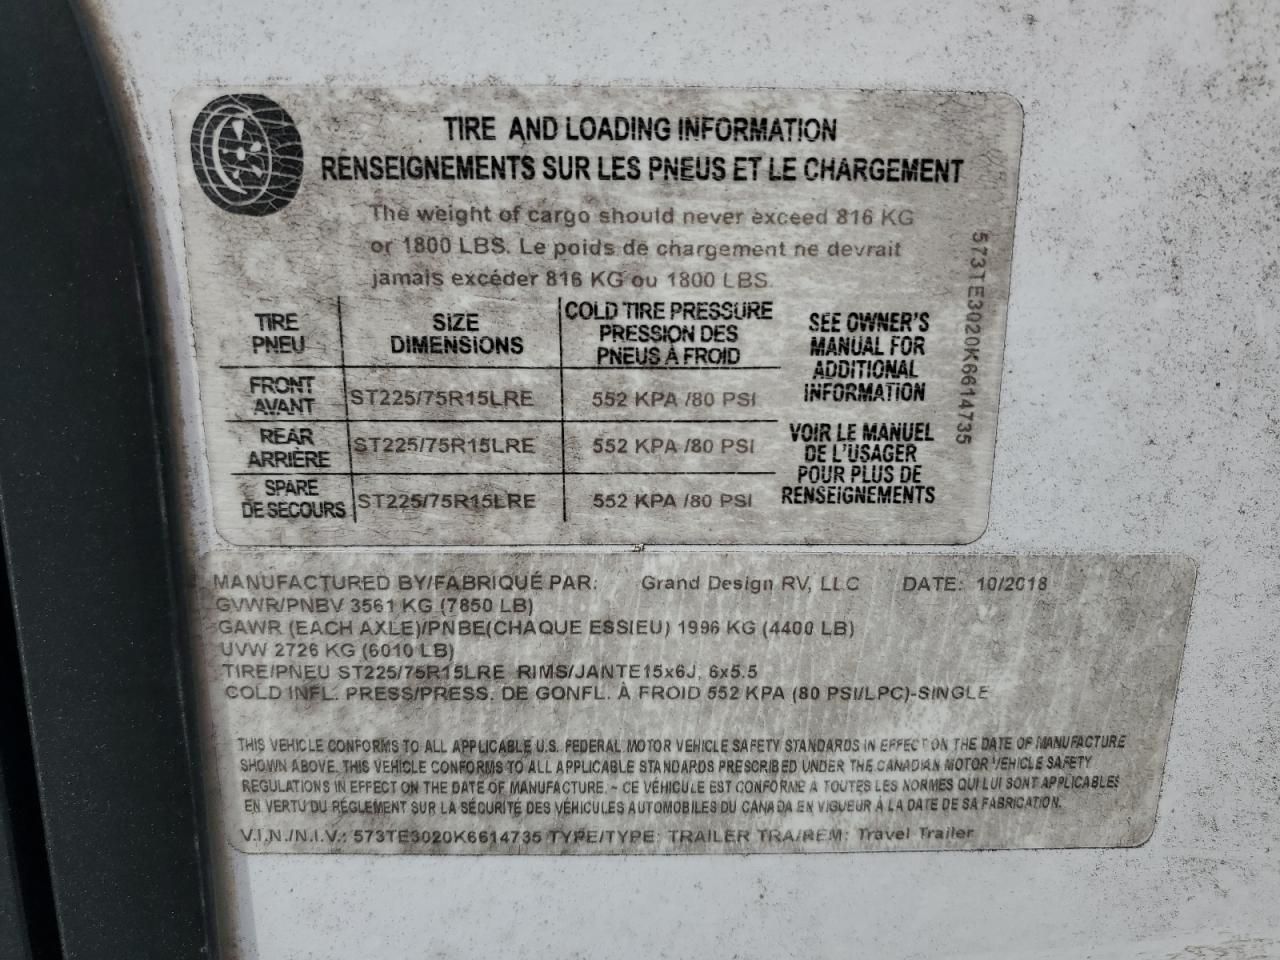 TIRE AND LOADING INFORMATION
RENSEIGNEMENTS SUR LES PNEUS ET LE CHARGEMENT
The weight of cargo should never exceed 816 KG
or 1800 LBS. Le poids de chargement ne devrait
jamais excéder 816 KG ou 1800 LBS.
TIRE
PNEU
SIZE
DIMENSIONS
COLD TIRE PRESSURE
PRESSION DES
PNEUS À FROID
FRONT
AVANT
ST225/75R15LRE
552 KPA /80 PSI
REAR
ARRIÈRE
ST225/75R15LRE
552 KPA /80 PSI
SPARE
DE SECOURS
ST225/75R15LRE
552 KPA /80 PSI
SEE OWNER'S
MANUAL FOR
ADDITIONAL
INFORMATION
VOIR LE MANUEL
DE L'USAGER
POUR PLUS DE
RENSEIGNEMENTS
573TE3020K6614735
MANUFACTURED BY/FABRIQUÉ PAR: Grand Design RV, LLC DATE: 10/2018
GVWR/PNBV 3561 KG (7850 LB)
GAWR (EACH AXLE)/PNBE(CHAQUE ESSIEU) 1996 KG (4400 LB)
UVW 2726 KG (6010 LB)
TIRE/PNEU ST225/75R15LRE RIMS/JANTE15x6J, 6x5.5
COLD INFL. PRESS/PRESS. DE GONFL. À FROID 552 KPA (80 PSI/LPC)-SINGLE
THIS VEHICLE CONFORMS TO ALL APPLICABLE U.S. FEDERAL MOTOR VEHICLE SAFETY STANDARDS IN EFFECT ON THE DATE OF MANUFACTURE
SHOWN ABOVE. THIS VEHICLE CONFORMS TO ALL APPLICABLE STANDARDS PRESCRIBED UNDER THE CANADIAN MOTOR VEHICLE SAFETY
REGULATIONS IN EFFECT ON THE DATE OF MANUFACTURE. ~ CE VÉHICULE EST CONFORME A TOUTES LES NORMES QUI LUI SONT APPLICABLES
EN VERTU DU RÈGLEMENT SUR LA SÉCURITÉ DES VÉHICULES AUTOMOBILES DU CANADA EN VIGUEUR À LA DATE DE SA FABRICATION.
V.I.N./N.I.V.: 573TE3020K6614735 TYPE/TYPE: TRAILER TRA/REM: Travel Trailer